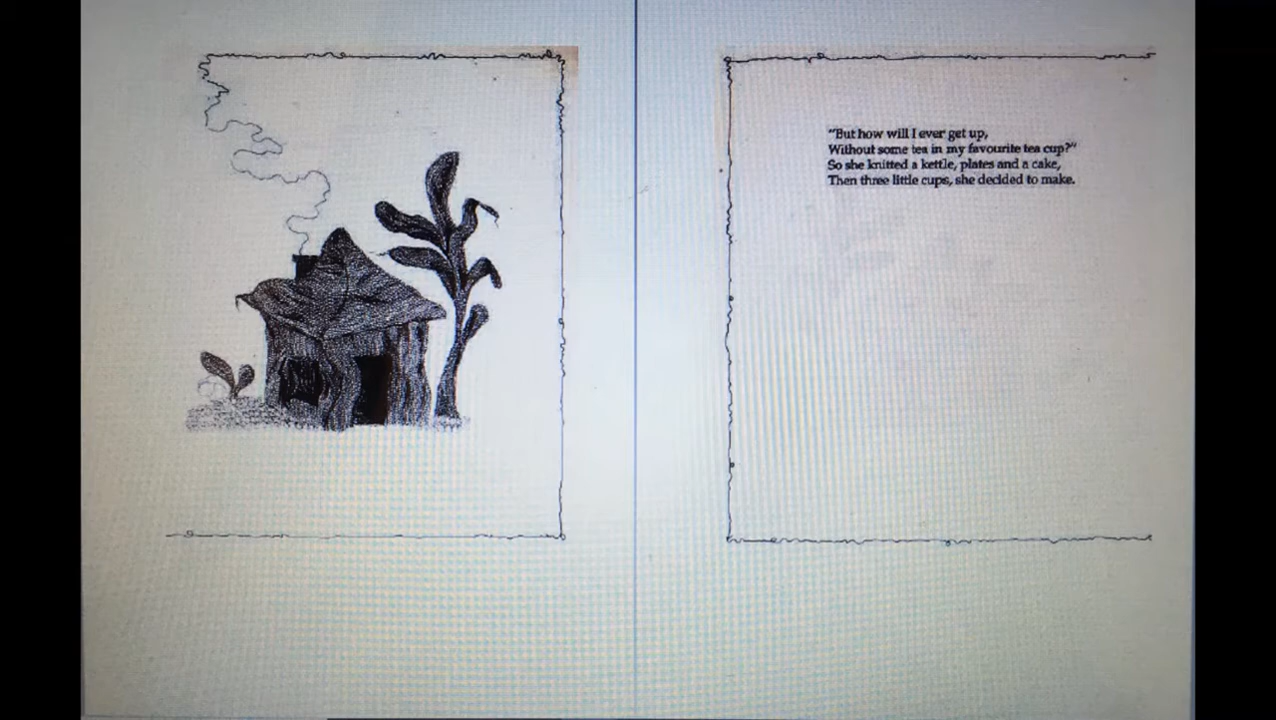 "But how will I ever get up,
Without some tea in my favourite tea cup?"
So she knitted a kettle, plates and a cake,
Then three little cups, she decided to make.